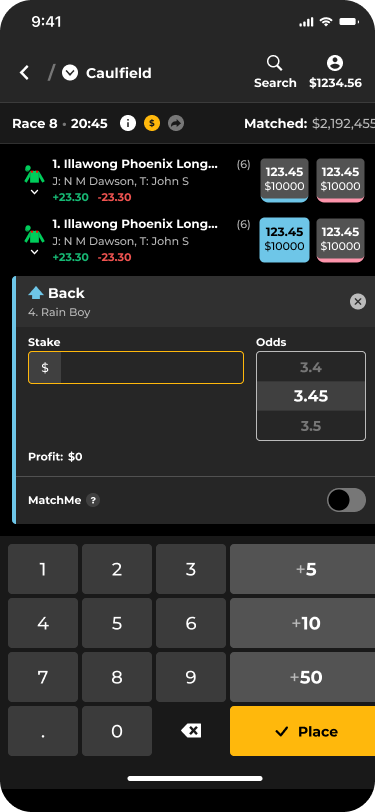 9:41
/ Caulfield
Search $1234.56
Race 8 • 20:45 i $ Matched: $2,192,455
1. Illawong Phoenix Long... (6) 123.45 123.45
J: N M Dawson, T: John S $10000 $10000
+23.30 -23.30
1. Illawong Phoenix Long... (6) 123.45 123.45
J: N M Dawson, T: John S $10000 $10000
+23.30 -23.30
Back
4. Rain Boy
Stake Odds
$ 3.4
3.45
3.5
Profit: $0
MatchMe ?
1 2 3 +5
4 5 6 +10
7 8 9 +50
. 0 Place